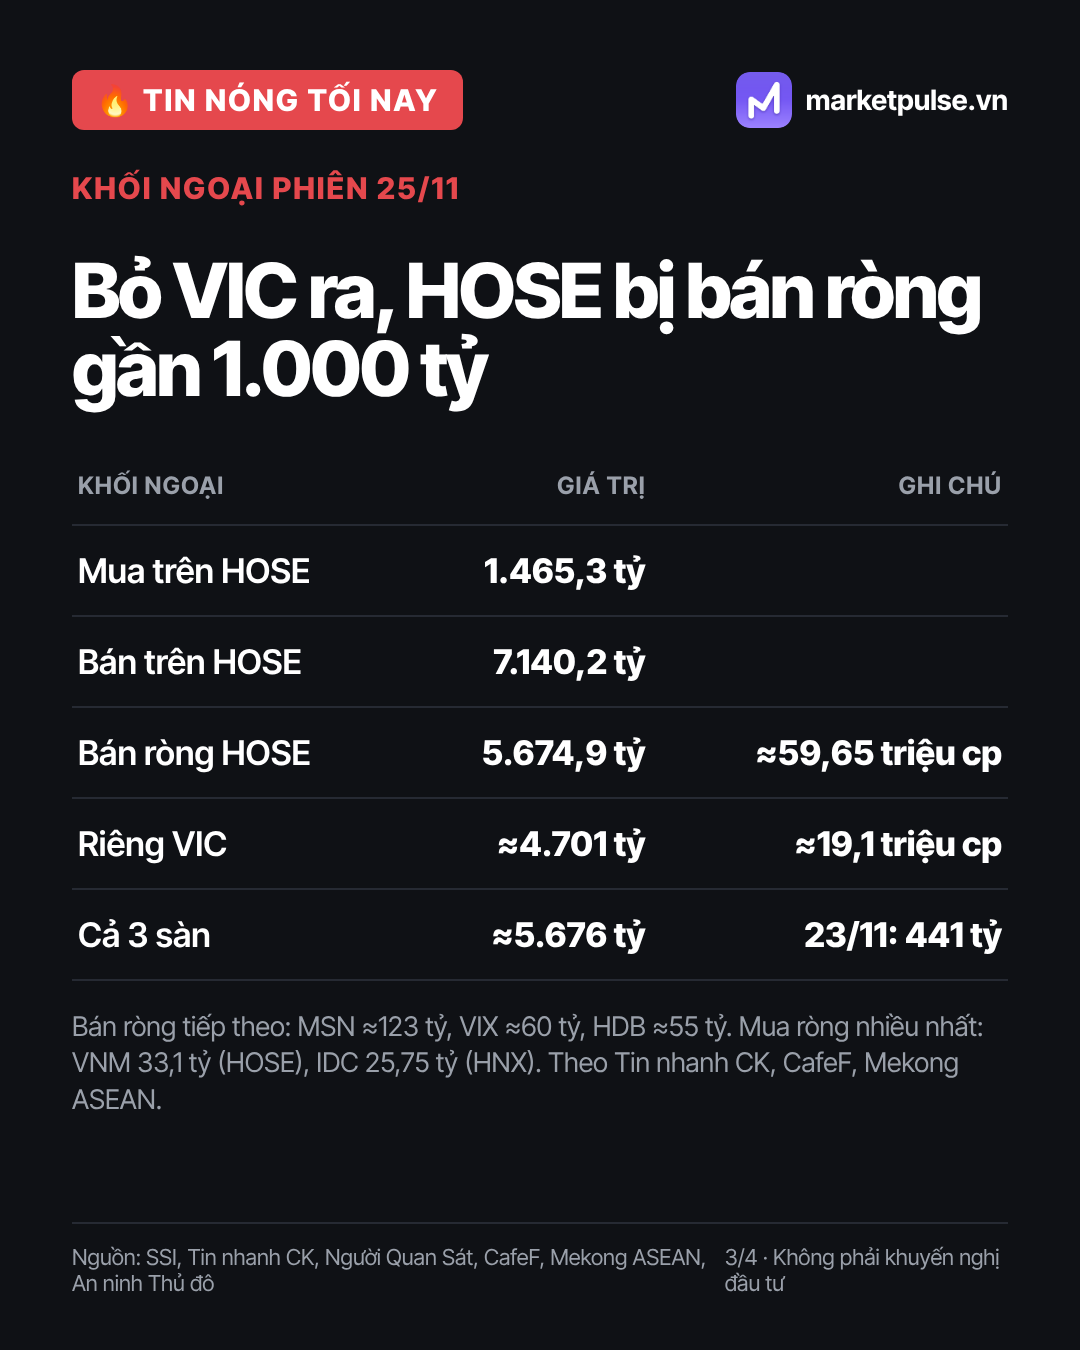 🔥 TIN NÓNG TỐI NAY
marketpulse.vn
KHỐI NGOẠI PHIÊN 25/11
Bỏ VIC ra, HOSE bị bán ròng
gần 1.000 tỷ
KHỐI NGOẠI GIÁ TRỊ GHI CHÚ
Mua trên HOSE 1.465,3 tỷ
Bán trên HOSE 7.140,2 tỷ
Bán ròng HOSE 5.674,9 tỷ ≈59,65 triệu cp
Riêng VIC ≈4.701 tỷ ≈19,1 triệu cp
Cả 3 sàn ≈5.676 tỷ 23/11: 441 tỷ
Bán ròng tiếp theo: MSN ≈123 tỷ, VIX ≈60 tỷ, HDB ≈55 tỷ. Mua ròng nhiều nhất:
VNM 33,1 tỷ (HOSE), IDC 25,75 tỷ (HNX). Theo Tin nhanh CK, CafeF, Mekong
ASEAN.
Nguồn: SSI, Tin nhanh CK, Người Quan Sát, CafeF, Mekong ASEAN,
An ninh Thủ đô
3/4 · Không phải khuyến nghị
đầu tư